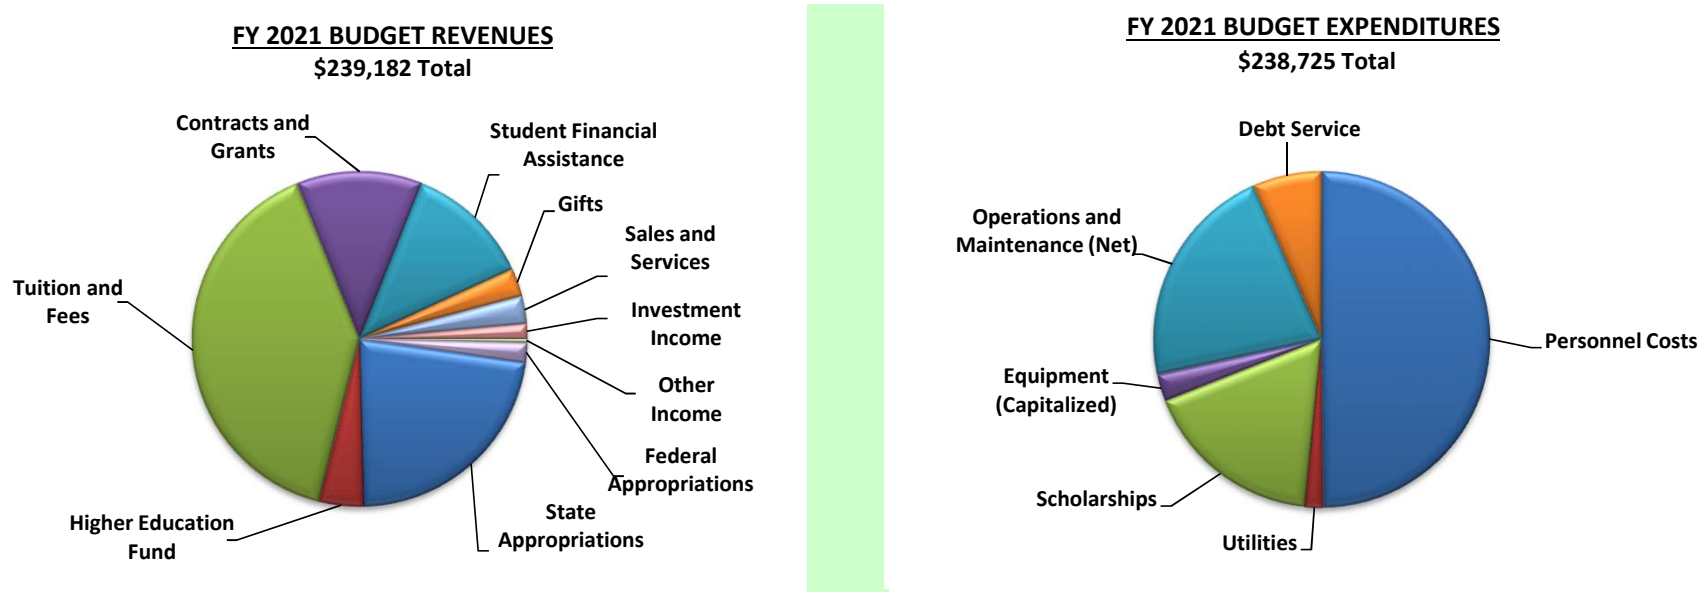 FY 2021 BUDGET REVENUES
$239,182 Total
Contracts and
Grants
Student Financial
Assistance
Gifts
Sales and
Services
Tuition and
Fees
Investment
Income
Other
Income
Federal
Appropriations
State
Appropriations
Higher Education
Fund
FY 2021 BUDGET EXPENDITURES
$238,725 Total
Debt Service
Operations and
Maintenance (Net)
Personnel Costs
Equipment
(Capitalized)
Scholarships
Utilities